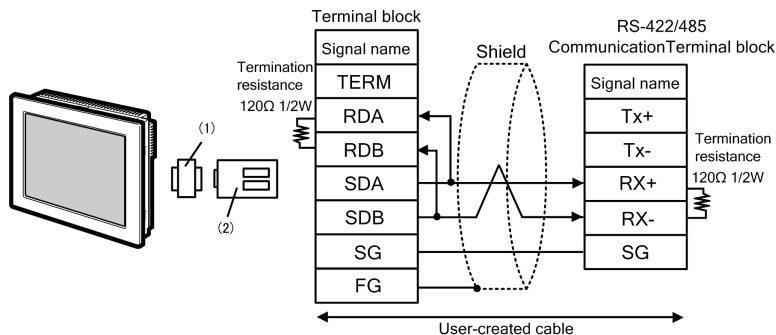 Terminal block
Signal name
TERM
RDA
RDB
SDA
SDB
SG
FG
Termination
resistance
120Ω 1/2W
(1)
(2)
Shield
RS-422/485
CommunicationTerminal block
Signal name
Tx+
Tx-
RX+
RX-
SG
Termination
resistance
120Ω 1/2W
User-created cable